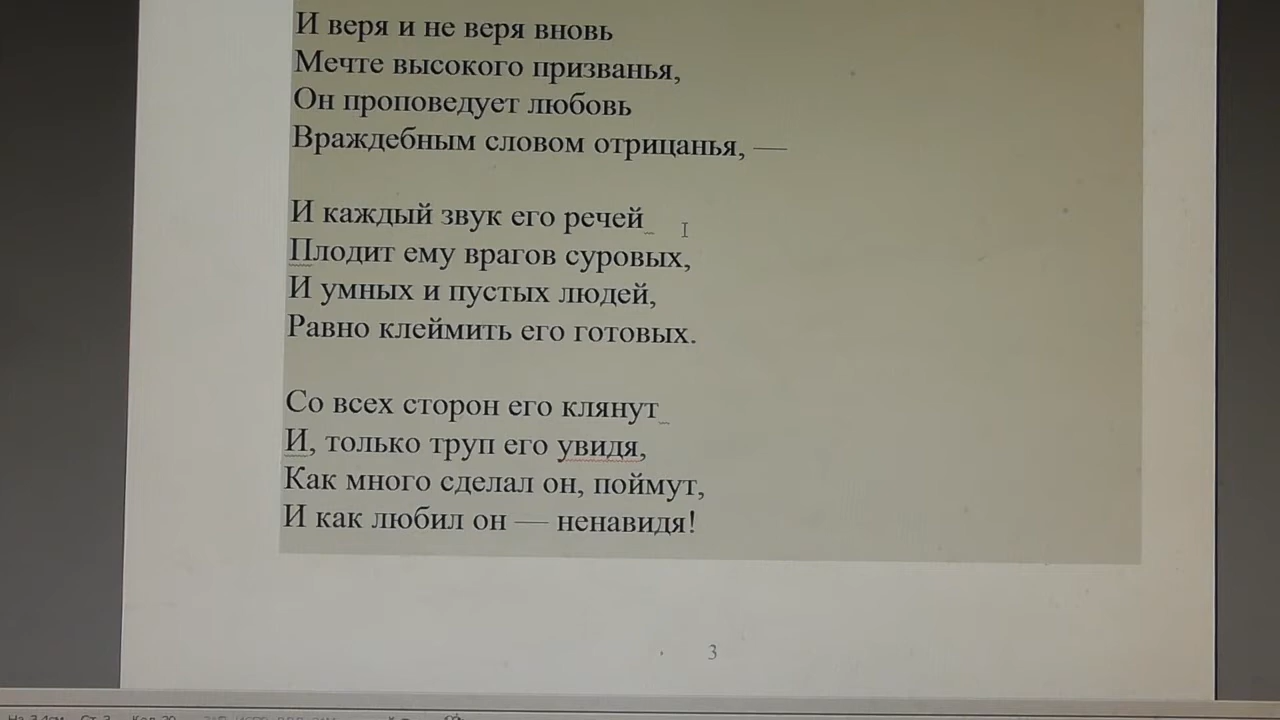 И веря и не веря вновь
Мечте высокого призванья,
Он проповедует любовь
Враждебным словом отрицанья, —
И каждый звук его речей
Плодит ему врагов суровых,
И умных и пустых людей,
Равно клеймить его готовых.
Со всех сторон его клянут
И, только труп его увидя,
Как много сделал он, поймут,
И как любил он — ненавидя!
3